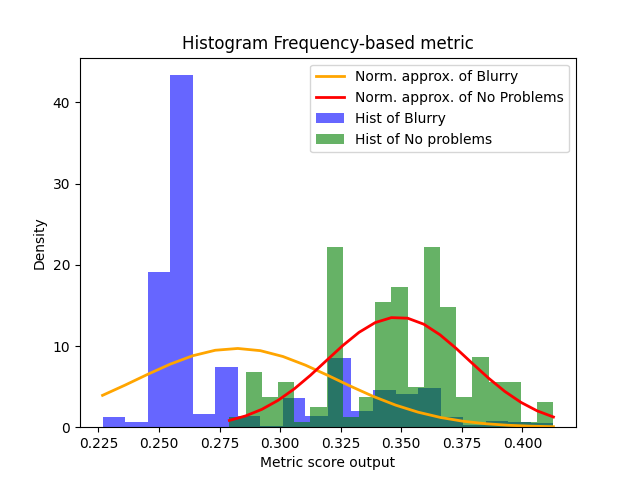 Histogram Frequency-based metric
Norm. approx. of Blurry
Norm. approx. of No Problems
Hist of Blurry
Hist of No problems
Density
40
30
20
10
0
0.225 0.250 0.275 0.300 0.325 0.350 0.375 0.400
Metric score output